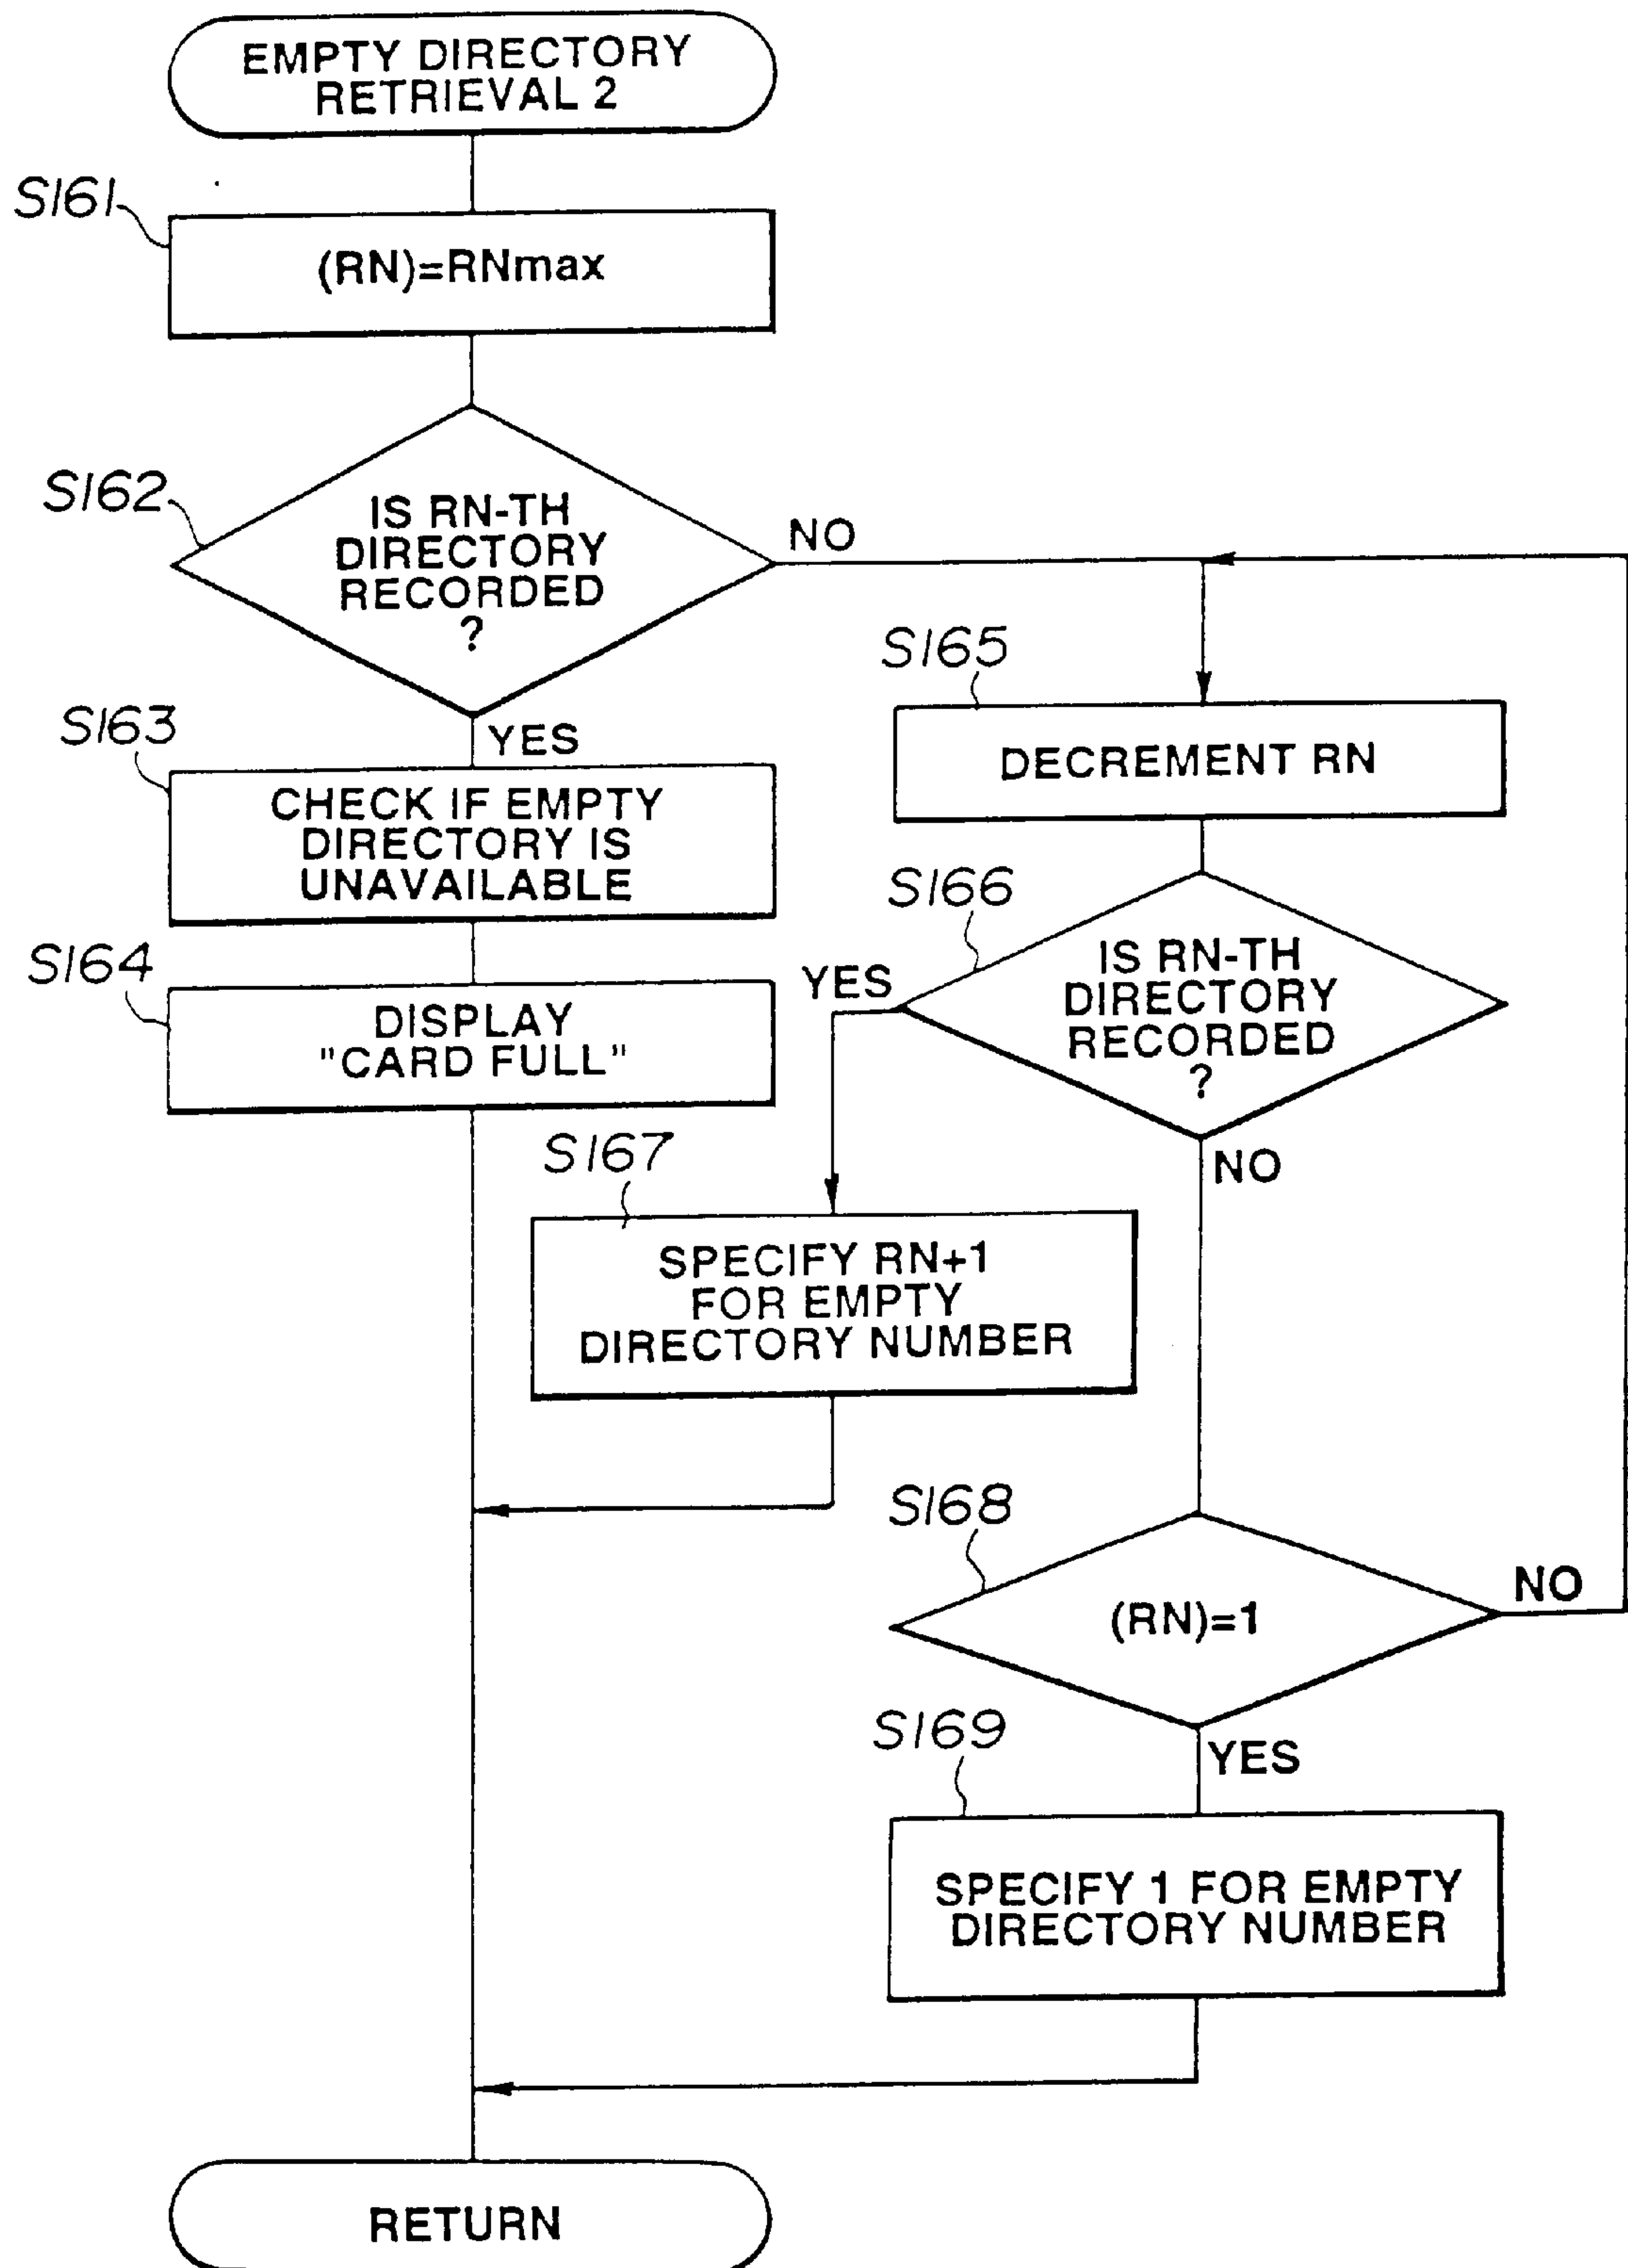 EMPTY DIRECTORY
RETRIEVAL 2
S161
(RN)=RNmax
S162
IS RN-TH
DIRECTORY
RECORDED
?
NO
YES
S163
CHECK IF EMPTY
DIRECTORY IS
UNAVAILABLE
S164
DISPLAY
"CARD FULL"
S165
DECREMENT RN
S166
IS RN-TH
DIRECTORY
RECORDED
?
YES
NO
S167
SPECIFY RN+1
FOR EMPTY
DIRECTORY NUMBER
S168
(RN)=1
NO
YES
S169
SPECIFY 1 FOR EMPTY
DIRECTORY NUMBER
RETURN